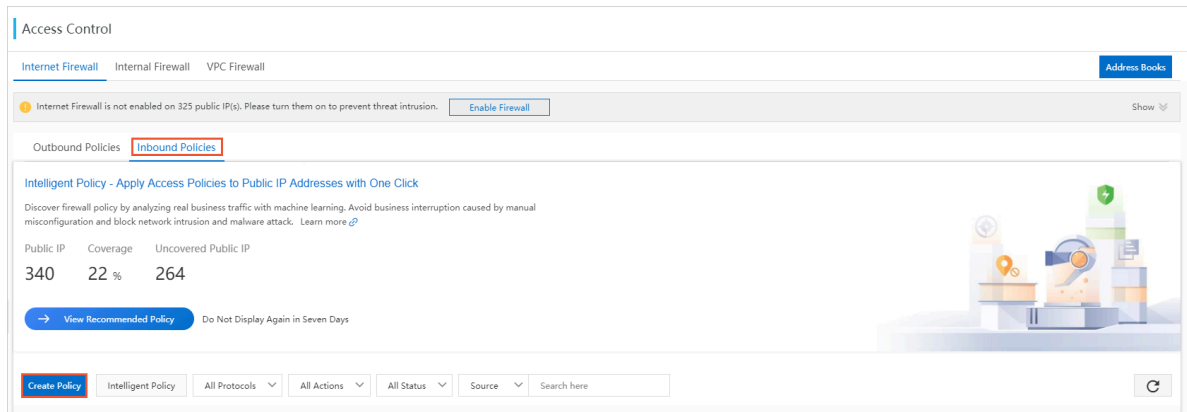 Access Control
Internet Firewall Internal Firewall VPC Firewall Address Books
Internet Firewall is not enabled on 325 public IP(s). Please turn them on to prevent threat intrusion. Enable Firewall Show
Outbound Policies Inbound Policies
Intelligent Policy - Apply Access Policies to Public IP Addresses with One Click
Discover firewall policy by analyzing real business traffic with machine learning. Avoid business interruption caused by manual
misconfiguration and block network intrusion and malware attack. Learn more
Public IP Coverage Uncovered Public IP
340 22 % 264
View Recommended Policy Do Not Display Again in Seven Days
Create Policy Intelligent Policy All Protocols All Actions All Status Source Search here